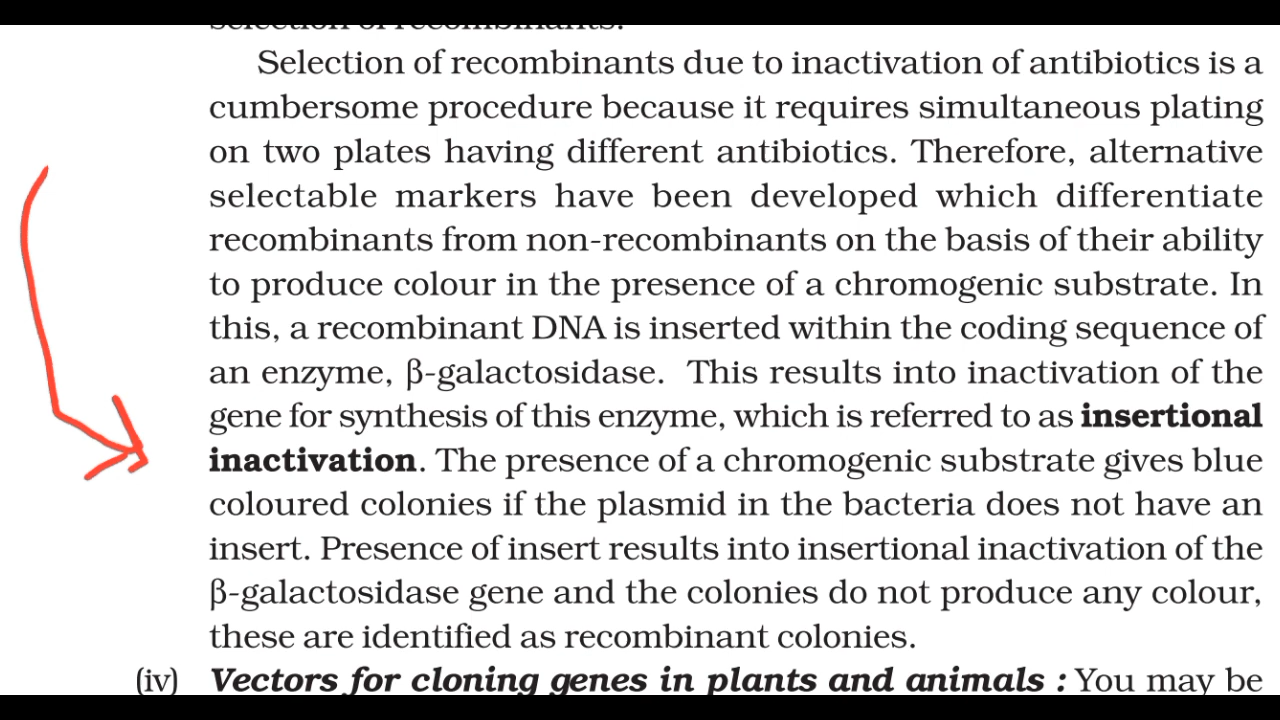 selection of recombinants.
Selection of recombinants due to inactivation of antibiotics is a
cumbersome procedure because it requires simultaneous plating
on two plates having different antibiotics. Therefore, alternative
selectable markers have been developed which differentiate
recombinants from non-recombinants on the basis of their ability
to produce colour in the presence of a chromogenic substrate. In
this, a recombinant DNA is inserted within the coding sequence of
an enzyme, β-galactosidase. This results into inactivation of the
gene for synthesis of this enzyme, which is referred to as insertional
inactivation. The presence of a chromogenic substrate gives blue
coloured colonies if the plasmid in the bacteria does not have an
insert. Presence of insert results into insertional inactivation of the
β-galactosidase gene and the colonies do not produce any colour,
these are identified as recombinant colonies.
(iv) Vectors for cloning genes in plants and animals : You may be